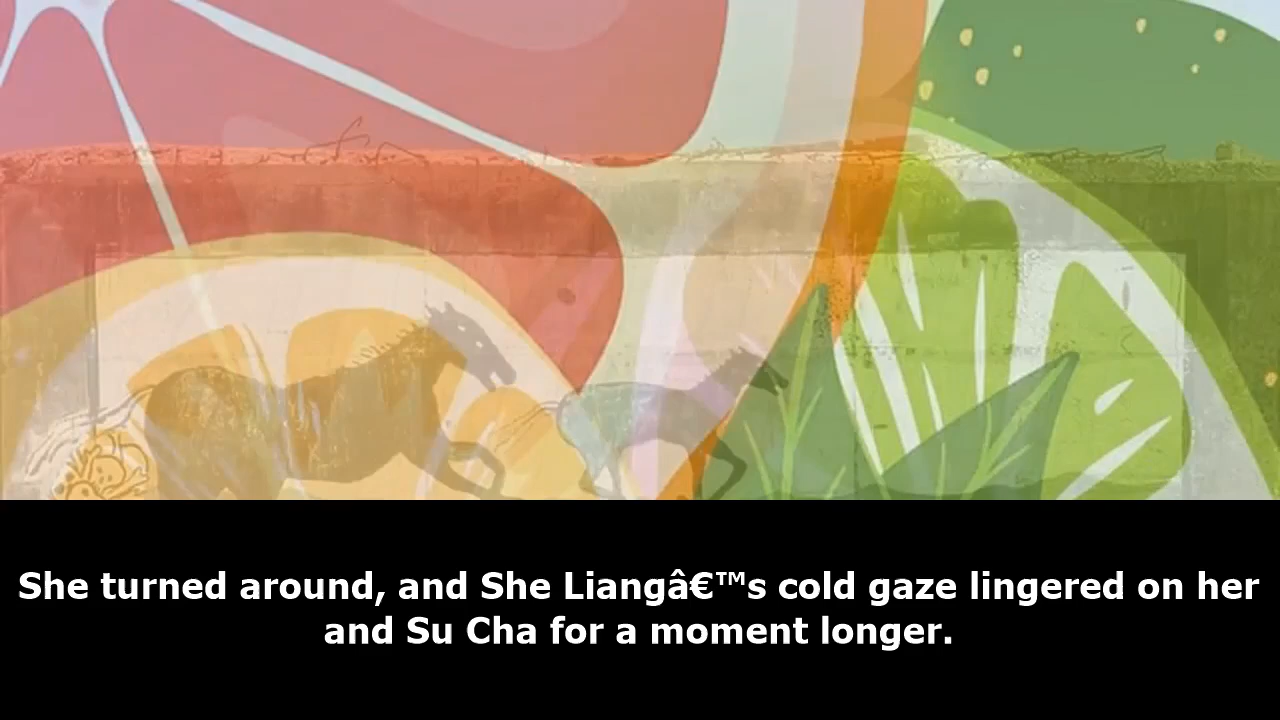 She turned around, and She Liangâ€™s cold gaze lingered on her
and Su Cha for a moment longer.